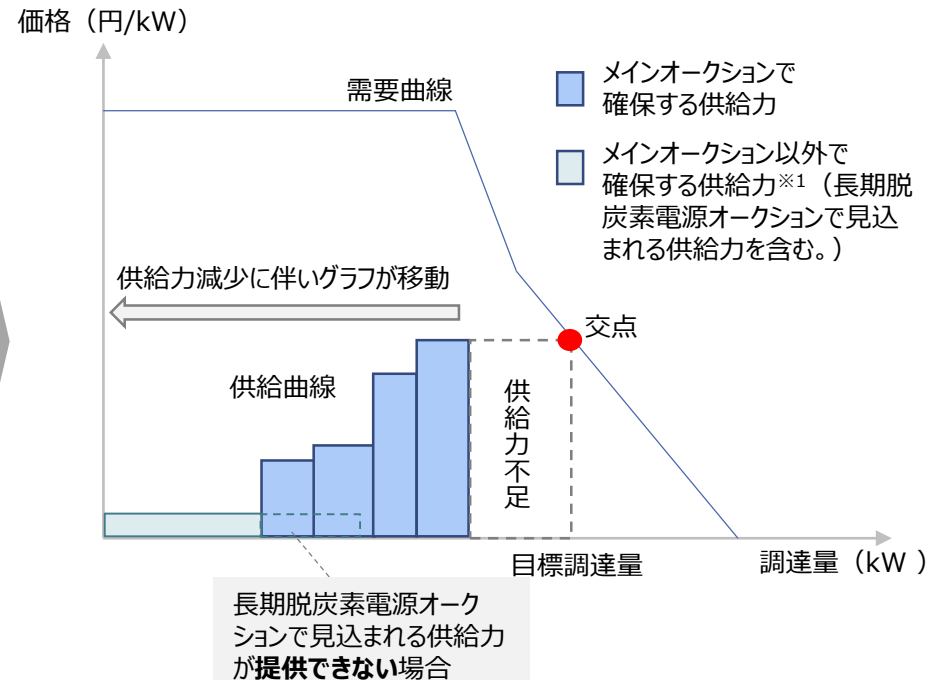 価格（円/kW）
需要曲線
メインオークションで
確保する供給力
メインオークション以外で
確保する供給力※1（長期脱
炭素電源オークションで見込
まれる供給力を含む。）
供給力減少に伴いグラフが移動
交点
供給曲線
供給力不足
目標調達量
調達量（kW ）
長期脱炭素電源オーク
ションで見込まれる供給力
が提供できない場合